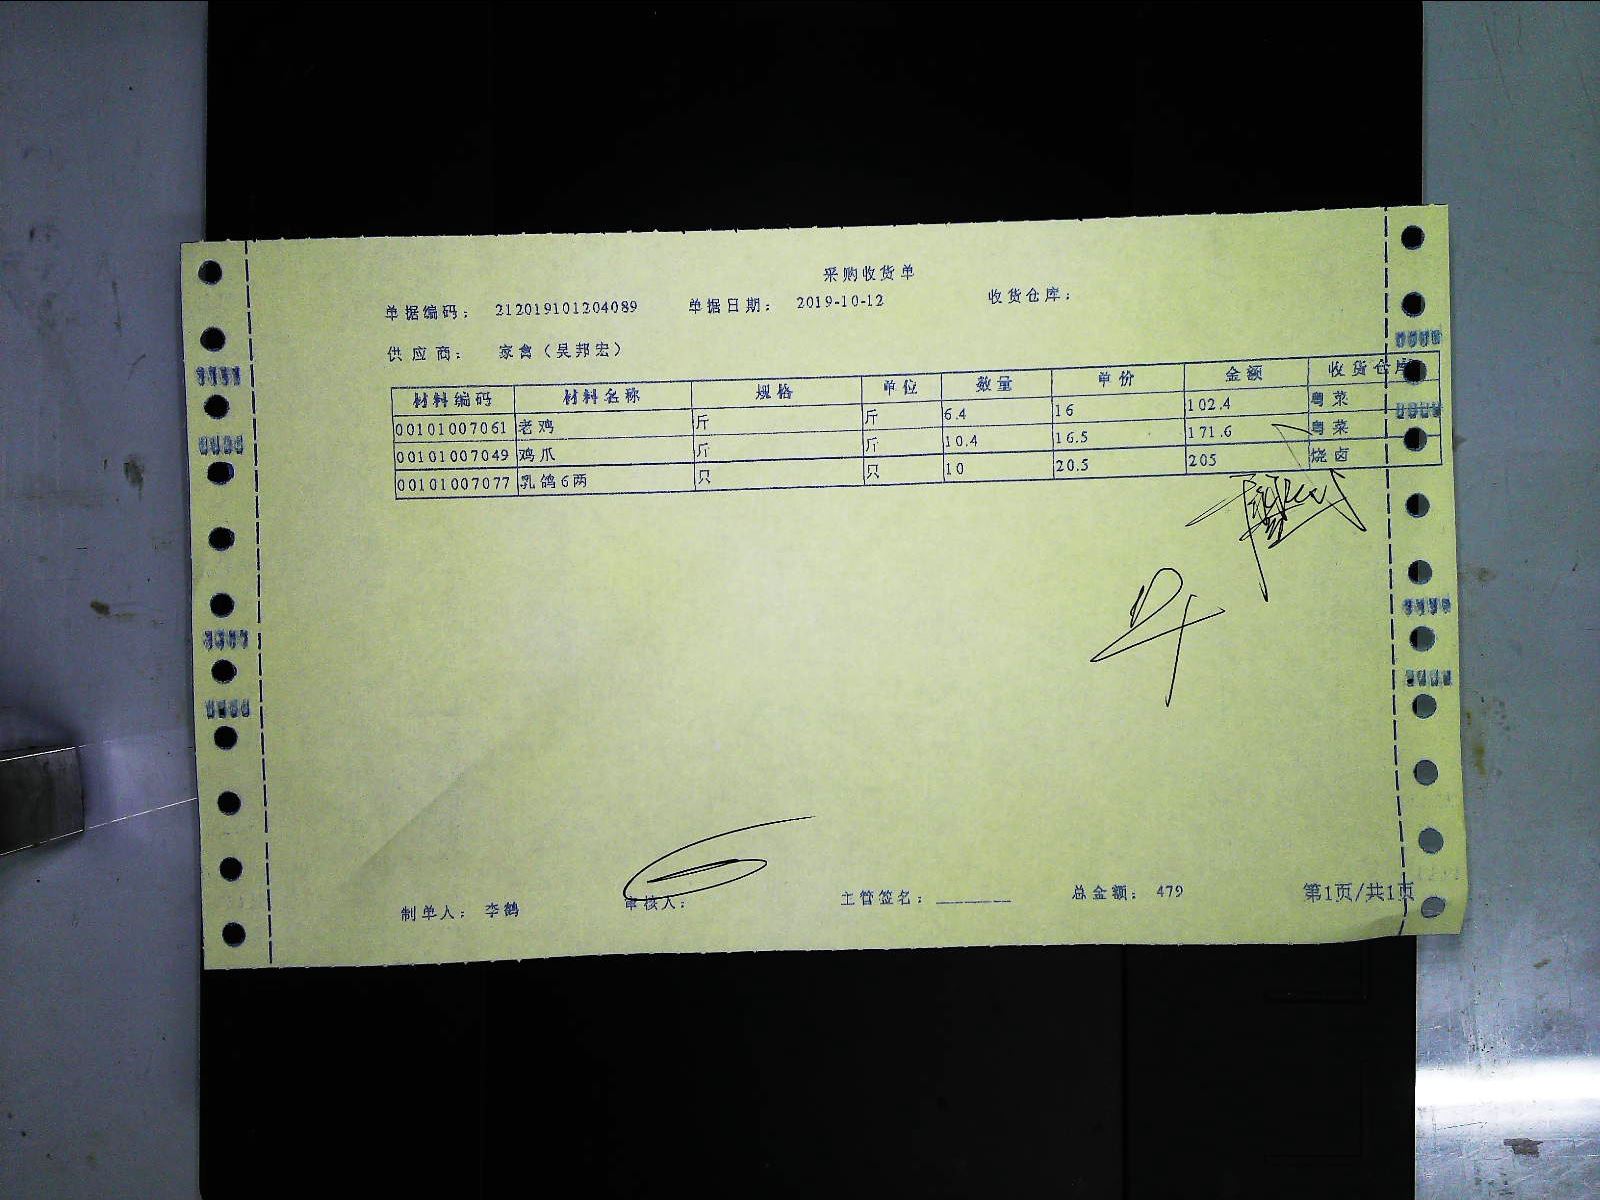 采购收货单
单据编码： 212019101204089 单据日期： 2019-10-12 收货仓库：
供应商： 家禽（吴邦宏）
材料编码 材料名称 规格 单位 数量 单价 金额 收货仓库
00101007061 老鸡 斤 斤 6.4 16 102.4 粤菜
00101007049 鸡爪 斤 斤 10.4 16.5 171.6 粤菜
00101007077 乳鸽6两 只 只 10 20.5 205 烧卤
制单人： 李鹤 审核人： 主管签名：______ 总金额： 479 第1页/共1页